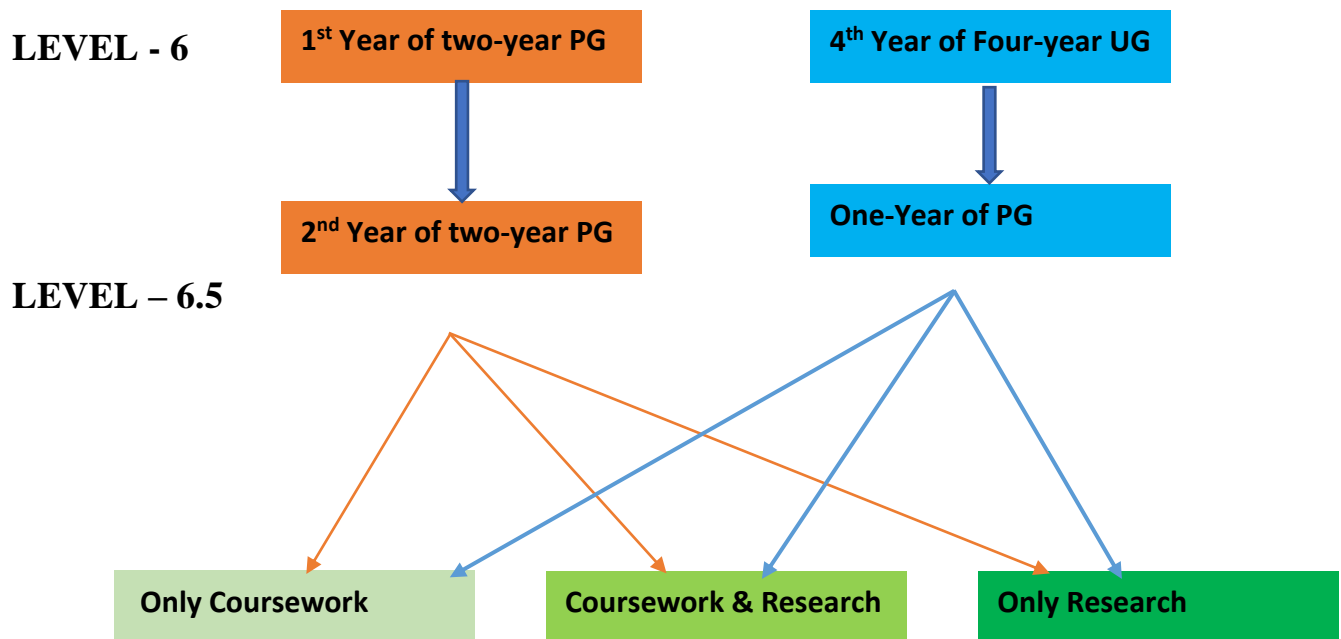 LEVEL - 6
1st Year of two-year PG
4th Year of Four-year UG
2nd Year of two-year PG
One-Year of PG
LEVEL – 6.5
Only Coursework
Coursework & Research
Only Research